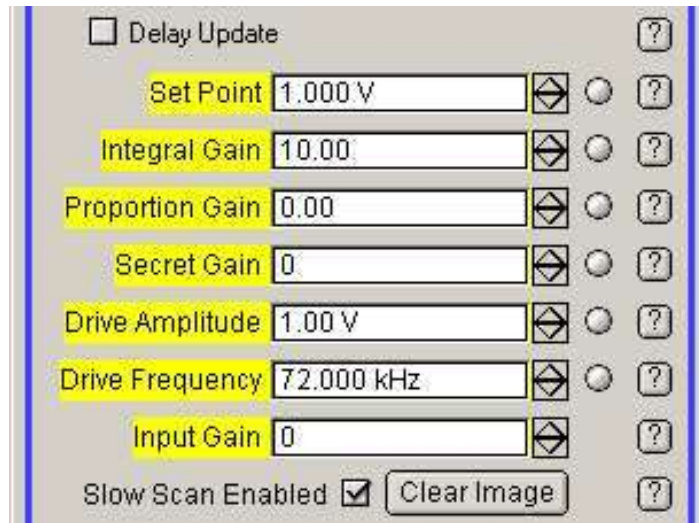 Delay Update ?
Set Point 1.000 V ?
Integral Gain 10.00 ?
Proportion Gain 0.00 ?
Secret Gain 0 ?
Drive Amplitude 1.00 V ?
Drive Frequency 72.000 kHz ?
Input Gain 0 ?
Slow Scan Enabled Clear Image ?